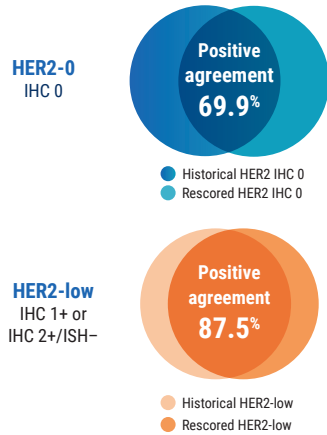 HER2-0
IHC 0
Positive
agreement
69.9%
Historical HER2 IHC 0
Rescored HER2 IHC 0
HER2-low
IHC 1+ or
IHC 2+/ISH−
Positive
agreement
87.5%
Historical HER2-low
Rescored HER2-low